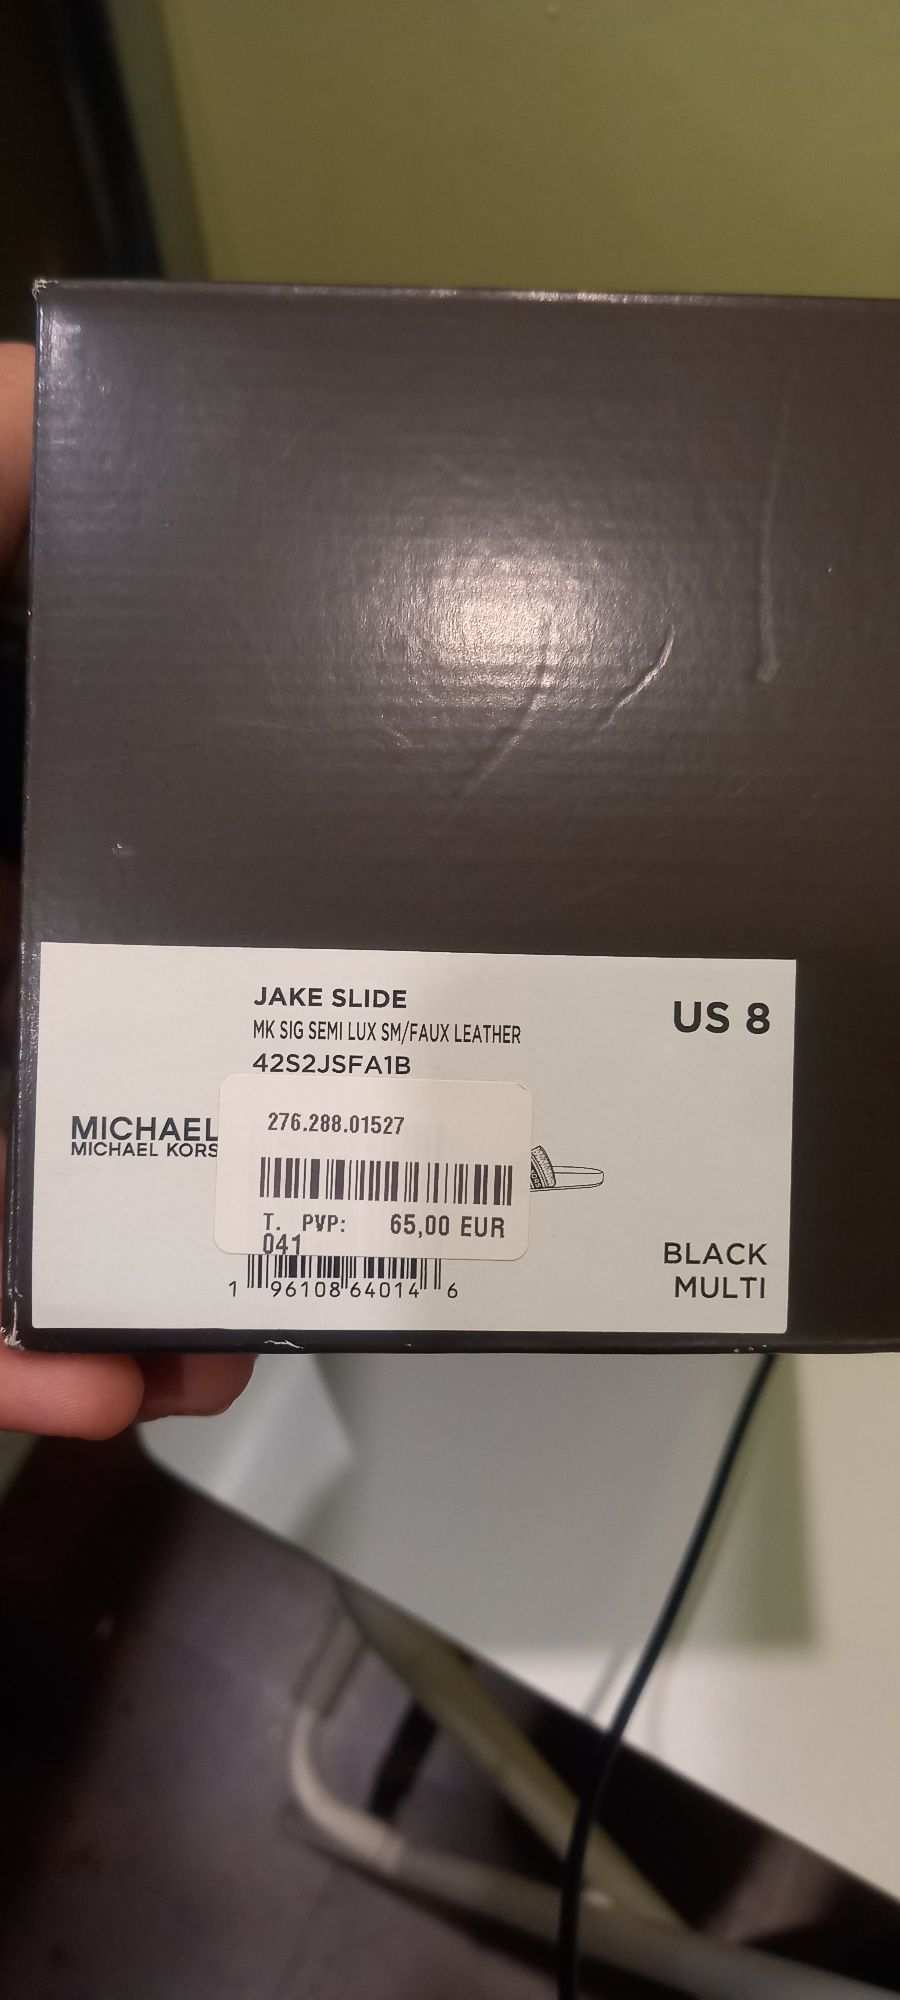 JAKE SLIDE
MK SIG SEMI LUX SM/FAUX LEATHER
42S2JSFA1B
US 8
MICHAEL
MICHAEL KORS
276.288.01527
T. PVP: 65,00 EUR
041
1 96108 64014 6
BLACK
MULTI